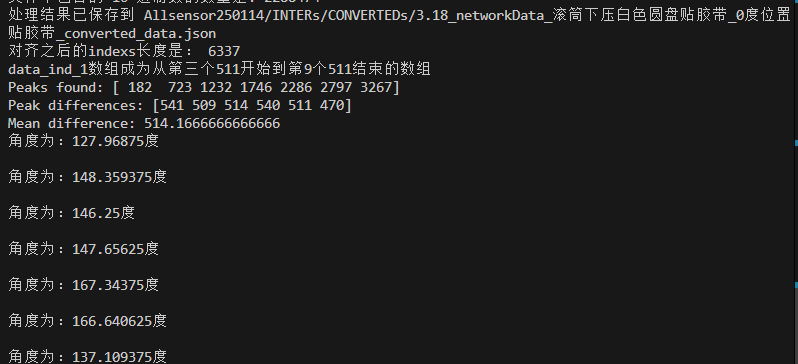 处理结果已保存到 Allsensor250114/INTERs/CONVERTEDs/3.18_networkData_滚筒下压白色圆盘贴胶带_0度位置
贴胶带_converted_data.json
对齐之后的indexs长度是： 6337
data_ind_1数组成为从第三个511开始到第9个511结束的数组
Peaks found: [ 182  723 1232 1746 2286 2797 3267]
Peak differences: [541 509 514 540 511 470]
Mean difference: 514.1666666666666
角度为：127.96875度
角度为：148.359375度
角度为：146.25度
角度为：147.65625度
角度为：167.34375度
角度为：166.640625度
角度为：137.109375度